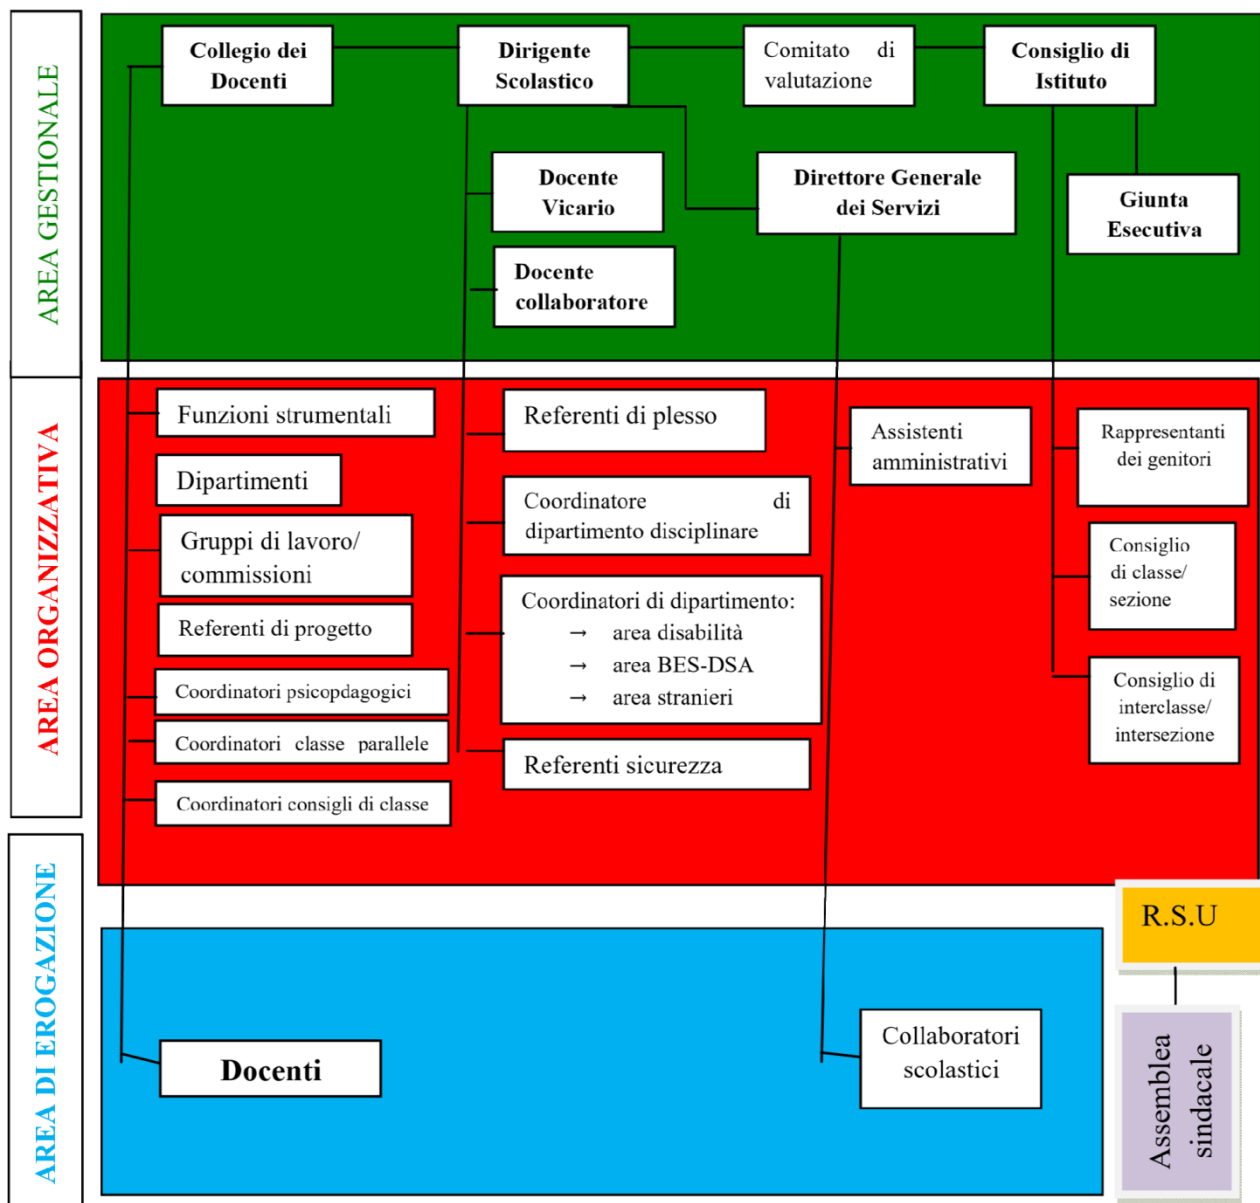 AREA GESTIONALE
Collegio dei
Docenti
Dirigente
Scolastico
Comitato di
valutazione
Consiglio di
Istituto
Docente
Vicario
Direttore Generale
dei Servizi
Giunta
Esecutiva
Docente
collaboratore
AREA ORGANIZZATIVA
Funzioni strumentali
Dipartimenti
Gruppi di lavoro/
commissioni
Referenti di progetto
Coordinatori psicopdagogici
Coordinatori classe parallele
Coordinatori consigli di classe
Referenti di plesso
Coordinatore di
dipartimento disciplinare
Coordinatori di dipartimento:
→ area disabilità
→ area BES-DSA
→ area stranieri
Referenti sicurezza
Assistenti
amministrativi
Rappresentanti
dei genitori
Consiglio
di classe/
sezione
Consiglio di
interclasse/
intersezione
AREA DI EROGAZIONE
Docenti
Collaboratori
scolastici
R.S.U
Assemblea
sindacale